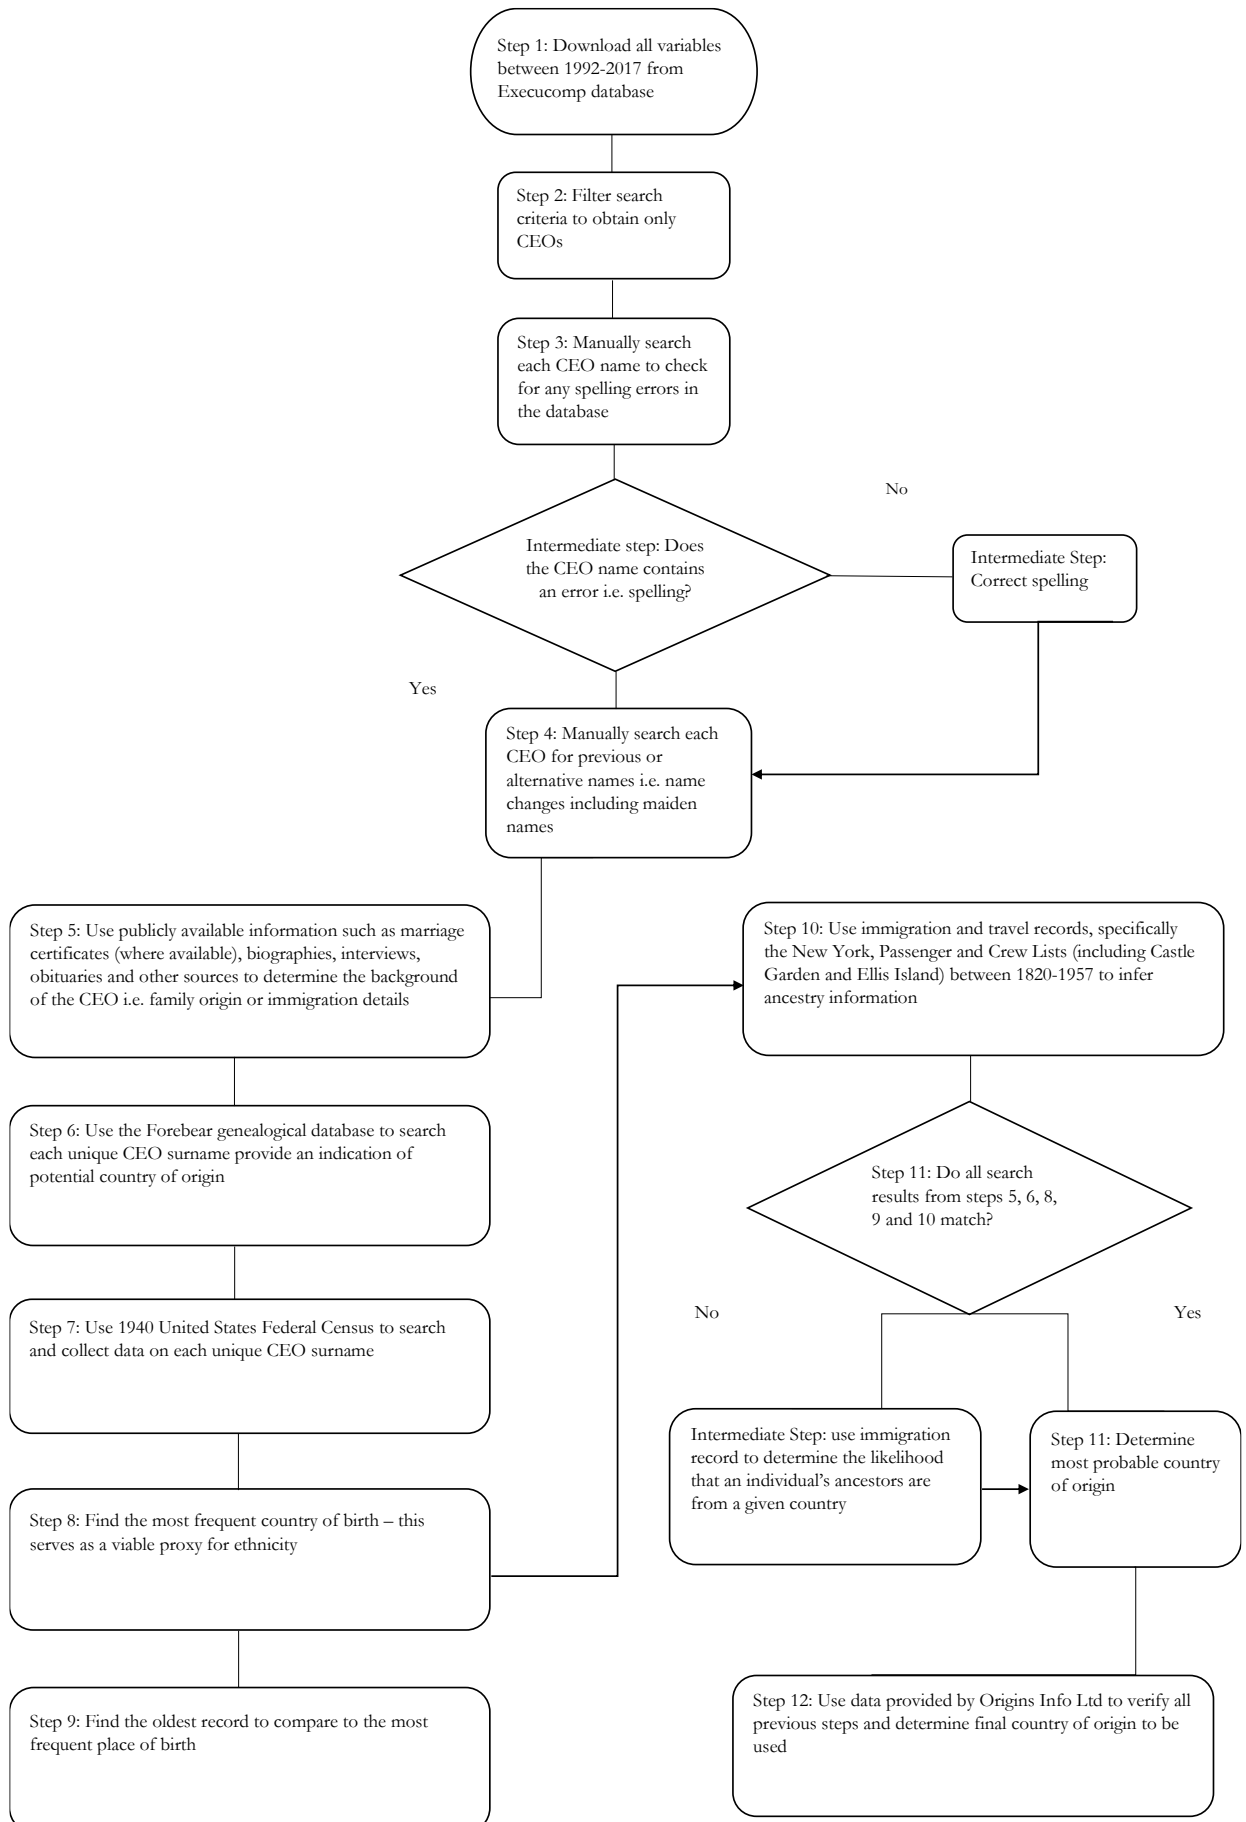 Step 1: Download all variables
between 1992-2017 from
Execucomp database
Step 2: Filter search
criteria to obtain only
CEOs
Step 3: Manually search
each CEO name to check
for any spelling errors in
the database
No
Intermediate step: Does
the CEO name contains
an error i.e. spelling?
Intermediate Step:
Correct spelling
Yes
Step 4: Manually search each
CEO for previous or
alternative names i.e. name
changes including maiden
names
Step 5: Use publicly available information such as marriage
certificates (where available), biographies, interviews,
obituaries and other sources to determine the background
of the CEO i.e. family origin or immigration details
Step 6: Use the Forebear genealogical database to search
each unique CEO surname provide an indication of
potential country of origin
Step 7: Use 1940 United States Federal Census to search
and collect data on each unique CEO surname
Step 8: Find the most frequent country of birth – this
serves as a viable proxy for ethnicity
Step 9: Find the oldest record to compare to the most
frequent place of birth
Step 10: Use immigration and travel records, specifically
the New York, Passenger and Crew Lists (including Castle
Garden and Ellis Island) between 1820-1957 to infer
ancestry information
Step 11: Do all search
results from steps 5, 6, 8,
9 and 10 match?
No
Yes
Intermediate Step: use immigration
record to determine the likelihood
that an individual's ancestors are
from a given country
Step 11: Determine
most probable country
of origin
Step 12: Use data provided by Origins Info Ltd to verify all
previous steps and determine final country of origin to be
used